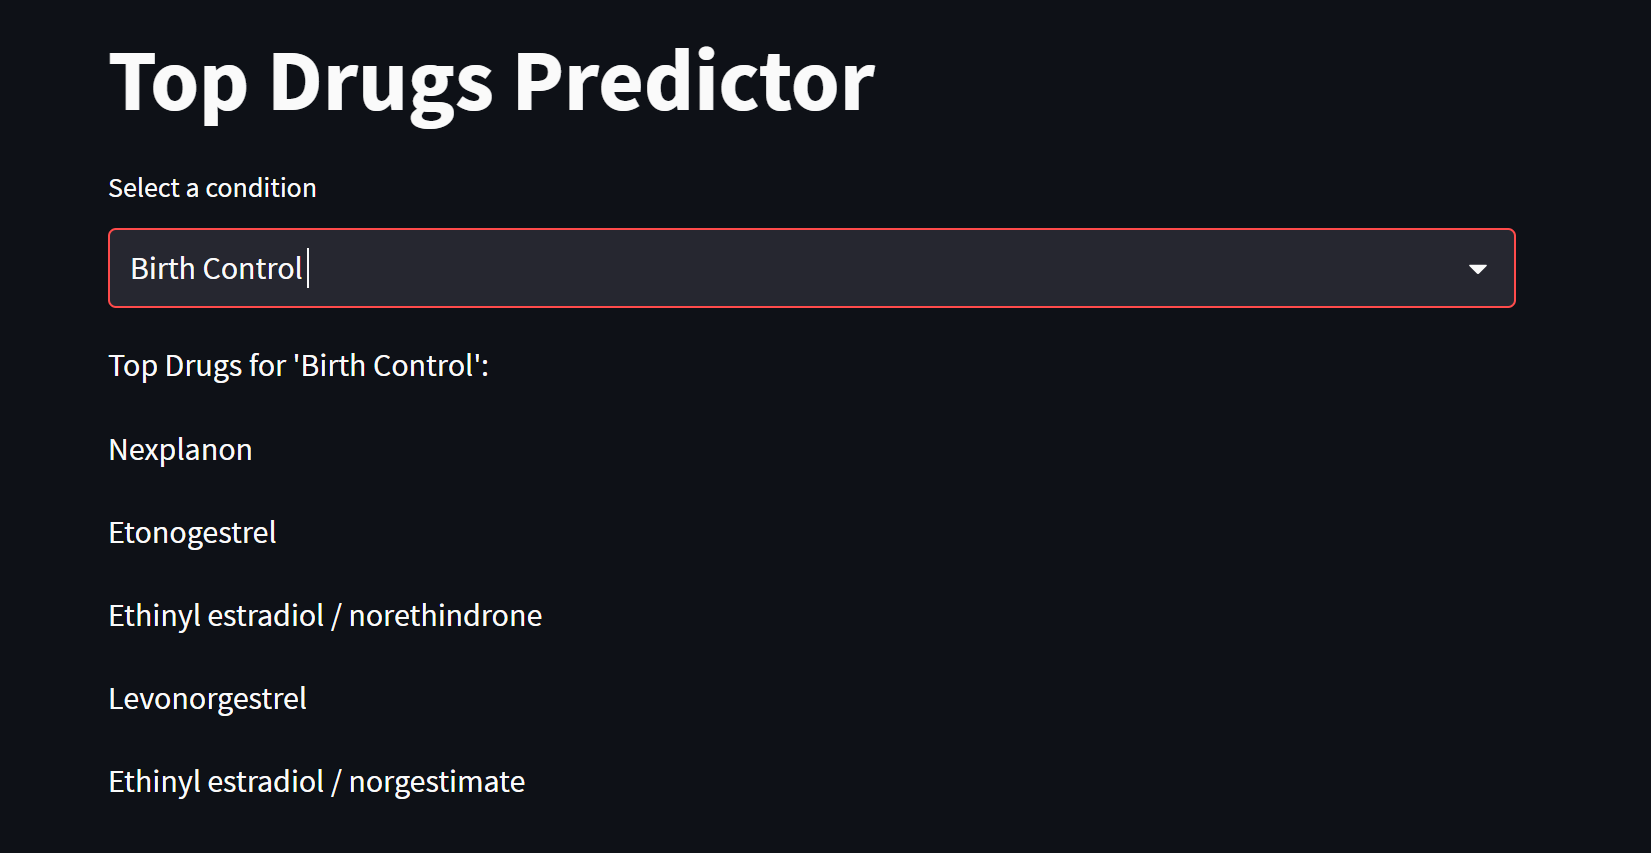 Top Drugs Predictor
Select a condition
Birth Control
Top Drugs for 'Birth Control':
Nexplanon
Etonogestrel
Ethinyl estradiol / norethindrone
Levonorgestrel
Ethinyl estradiol / norgestimate